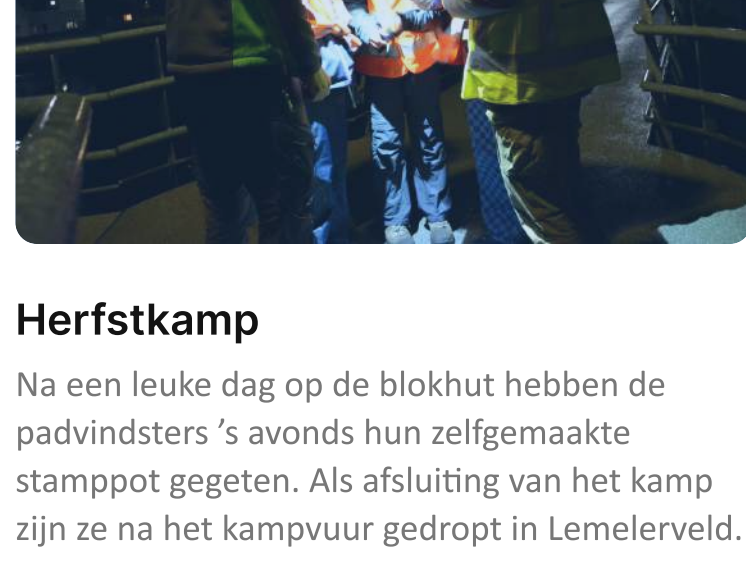 Herfstkamp
Na een leuke dag op de blokhut hebben de
padvindsters ’s avonds hun zelfgemaakte
stamppot gegeten. Als afsluiting van het kamp
zijn ze na het kampvuur gedropt in Lemelerveld.